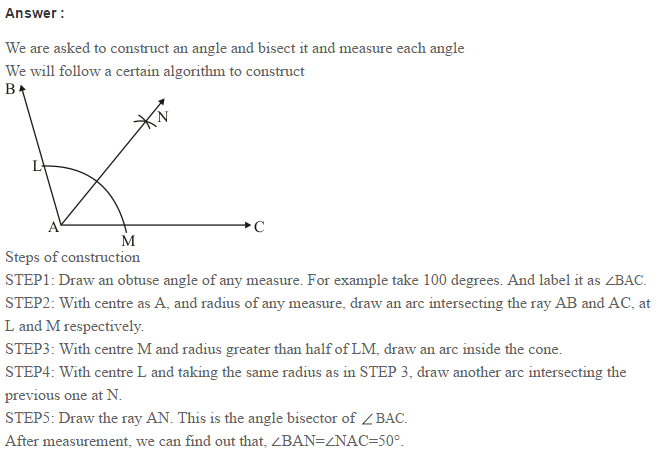 Answer :
We are asked to construct an angle and bisect it and measure each angle
We will follow a certain algorithm to construct
B
N
L
A
C
M
Steps of construction
STEP1: Draw an obtuse angle of any measure. For example take 100 degrees. And label it as ∠BAC.
STEP2: With centre as A, and radius of any measure, draw an arc intersecting the ray AB and AC, at
L and M respectively.
STEP3: With centre M and radius greater than half of LM, draw an arc inside the cone.
STEP4: With centre L and taking the same radius as in STEP 3, draw another arc intersecting the
previous one at N.
STEP5: Draw the ray AN. This is the angle bisector of ∠ BAC.
After measurement, we can find out that, ∠BAN=∠NAC=50°.